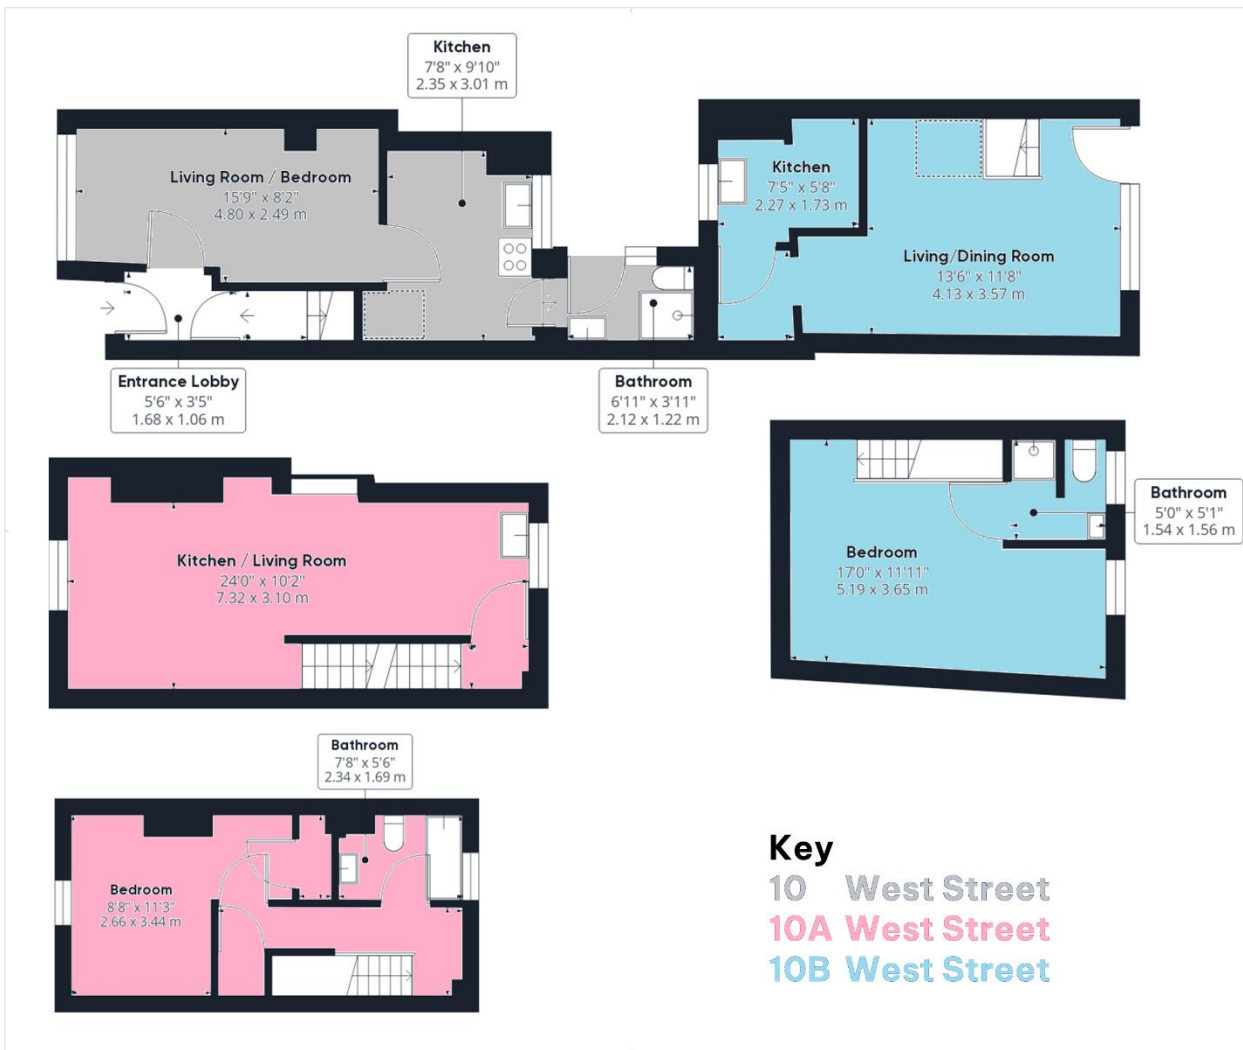 Kitchen
7'8" x 9'10"
2.35 x 3.01 m
Living Room / Bedroom
15'9" x 8'2"
4.80 x 2.49 m
Kitchen
7'5" x 5'8"
2.27 x 1.73 m
Living/Dining Room
13'6" x 11'8"
4.13 x 3.57 m
Entrance Lobby
5'6" x 3'5"
1.68 x 1.06 m
Bathroom
6'11" x 3'11"
2.12 x 1.22 m
Kitchen / Living Room
24'0" x 10'2"
7.32 x 3.10 m
Bedroom
17'0" x 11'11"
5.19 x 3.65 m
Bathroom
5'0" x 5'1"
1.54 x 1.56 m
Bathroom
7'8" x 5'6"
2.34 x 1.69 m
Bedroom
8'8" x 11'3"
2.66 x 3.44 m
Key
10 West Street
10A West Street
10B West Street